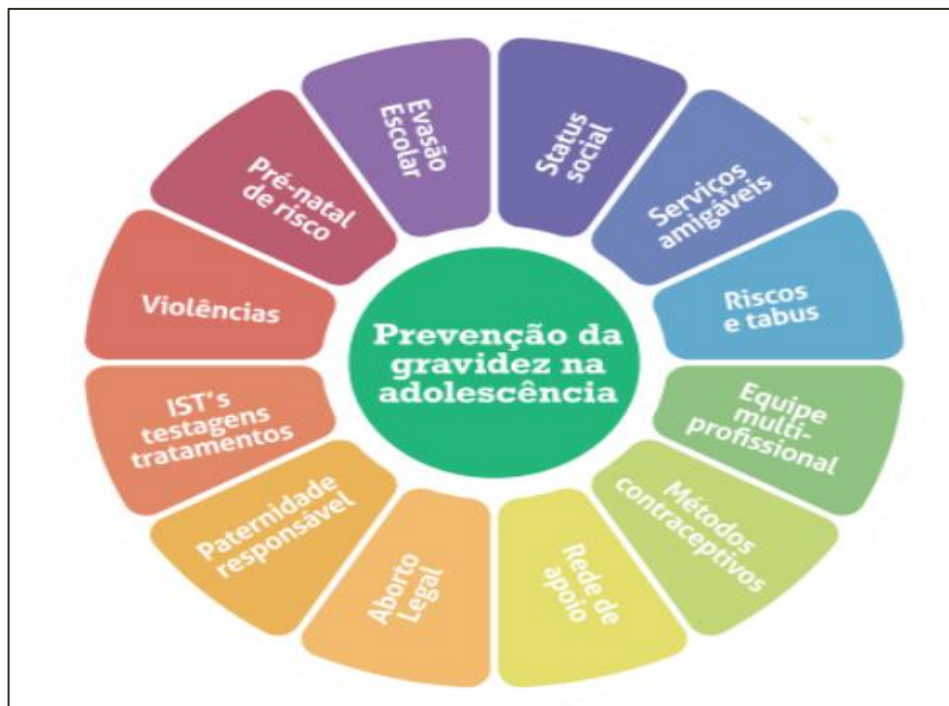 Prevenção da
gravidez na
adolescência
Status
social
Serviços
amigáveis
Riscos
e tabus
Equipe
multi-
profissional
Métodos
contraceptivos
Rede de
apoio
Aborto
Legal
Paternidade
responsável
IST's
testagens
tratamentos
Violências
Pré-natal
de risco
Evasão
Escolar